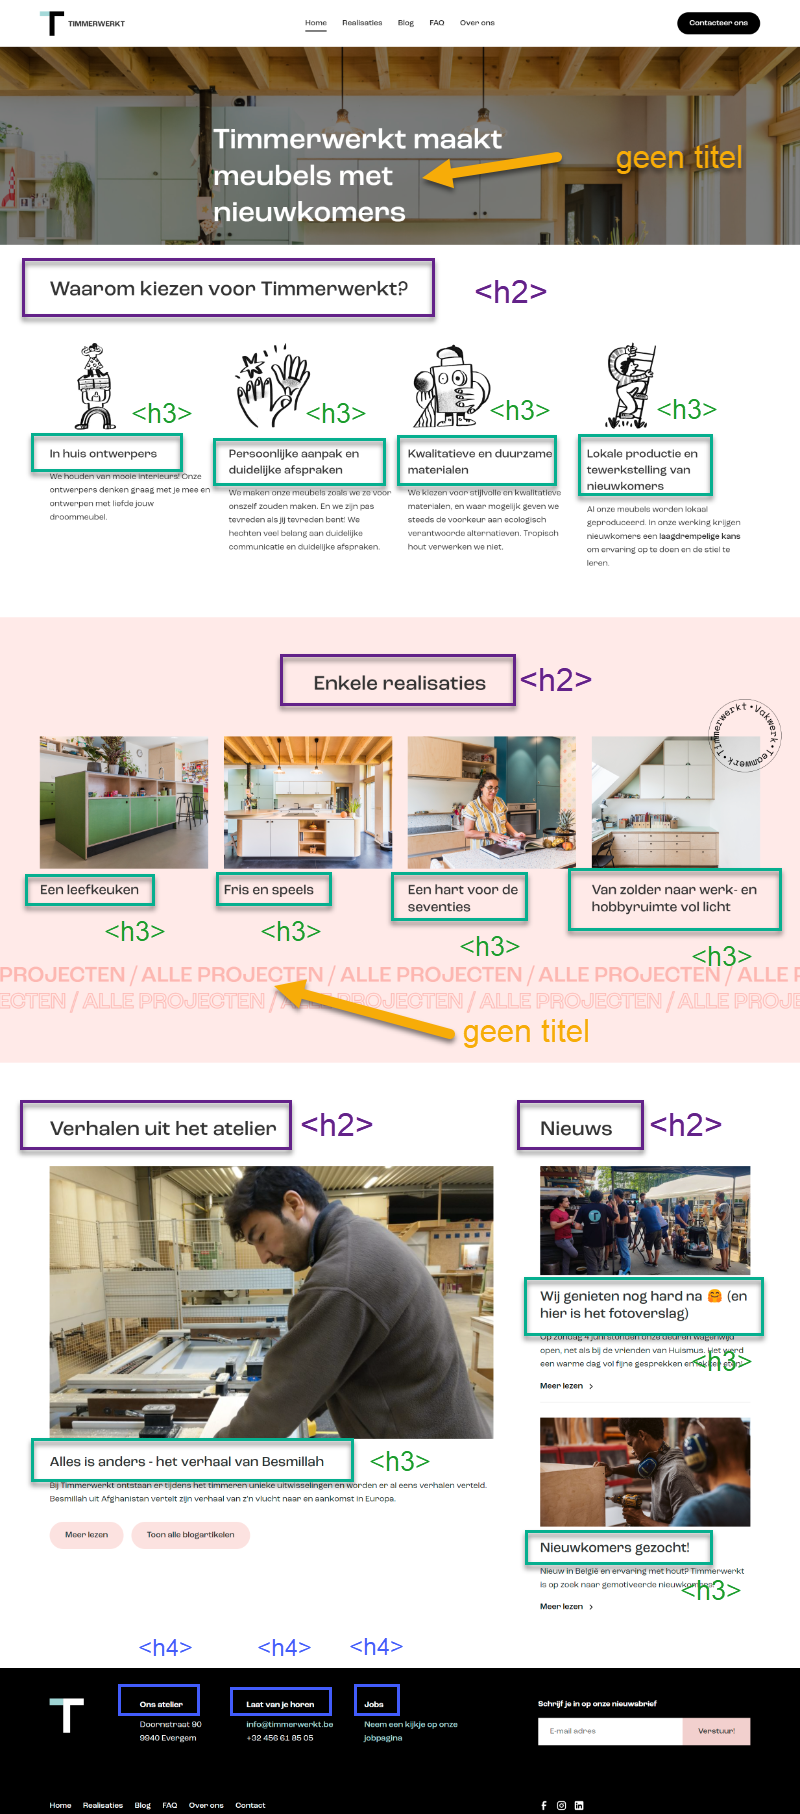 TIMMERWERKT
Home Realisaties Blog FAQ Over ons
Contacteer ons
Timmerwerkt maakt
meubels met
nieuwkomers
geen titel
Waarom kiezen voor Timmerwerkt?
<h2>
<h3>
<h3>
<h3>
<h3>
In huis ontwerpers
We houden van mooie interieurs! Onze
ontwerpers denken graag met je mee en
ontwerpen met liefde jouw
droommeubel.
Persoonlijke aanpak en
duidelijke afspraken
We maken onze meubels zoals we ze voor
onszelf zouden maken. En we zijn pas
tevreden als jij tevreden bent! We
hechten veel belang aan duidelijke
communicatie en duidelijke afspraken.
Kwalitatieve en duurzame
materialen
We kiezen voor stijlvolle en kwalitatieve
materialen, en waar mogelijk geven we
steeds de voorkeur aan ecologisch
verantwoorde alternatieven. Tropisch
hout verwerken we niet.
Lokale productie en
tewerkstelling van
nieuwkomers
Al onze meubels worden lokaal
geproduceerd. In onze werking krijgen
nieuwkomers een laagdrempelige kans
om ervaring op te doen en de stiel te
leren.
Enkele realisaties
<h2>
Timmerwerkt • Vakwerk • Teamwerk •
Een leefkeuken
<h3>
Fris en speels
<h3>
Een hart voor de
seventies
<h3>
Van zolder naar werk- en
hobbyruimte vol licht
<h3>
PROJECTEN / ALLE PROJECTEN / ALLE PROJECTEN / ALLE PROJECTEN / ALLE P
ECTEN / ALLE PROJECTEN / ALLE PROJECTEN / ALLE PROJECTEN / ALLE PROJE
geen titel
Verhalen uit het atelier
<h2>
Alles is anders - het verhaal van Besmillah
<h3>
Bij Timmerwerkt ontstaan er tijdens het timmeren unieke uitwisselingen en worden er al eens verhalen verteld.
Besmillah uit Afghanistan vertelt zijn verhaal van z'n vlucht naar en aankomst in Europa.
Meer lezen
Toon alle blogartikelen
Nieuws
<h2>
Wij genieten nog hard na 🤗 (en
hier is het fotoverslag)
Op zondag 4 juni stonden onze deuren wagenwijd
open, net als bij de vrienden van Huismus. Het werd
een warme dag vol fijne gesprekken en lekker eten!
<h3>
Meer lezen >
Nieuwkomers gezocht!
Nieuw in België en ervaring met hout? Timmerwerkt
is op zoek naar gemotiveerde nieuwkomers!
<h3>
Meer lezen >
<h4>
<h4>
<h4>
Ons atelier
Doornstraat 90
9940 Evergem
Laat van je horen
info@timmerwerkt.be
+32 456 61 85 05
Jobs
Neem een kijkje op onze
jobpagina
Schrijf je in op onze nieuwsbrief
E-mail adres
Verstuur!
Home Realisaties Blog FAQ Over ons Contact